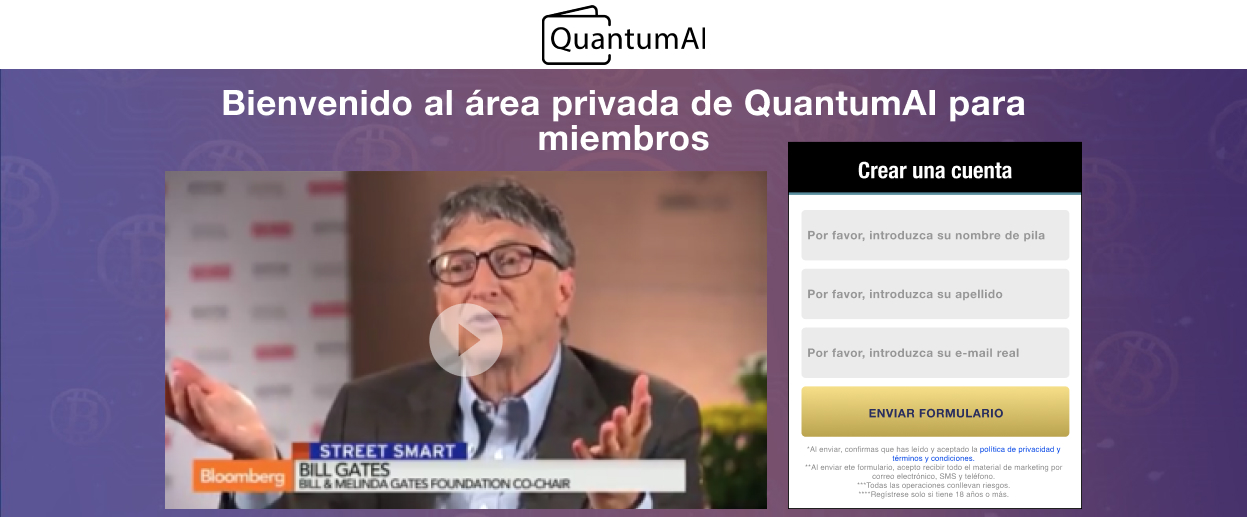 QuantumAI
Bienvenido al área privada de QuantumAI para
miembros
Crear una cuenta
Por favor, introduzca su nombre de pila
Por favor, introduzca su apellido
Por favor, introduzca su e-mail real
ENVIAR FORMULARIO
*Al enviar, confirmas que has leído y aceptado la política de privacidad y
términos y condiciones.
**Al enviar ete formulario, acepto recibir todo el material de marketing por
correo electrónico, SMS y teléfono.
***Todas las operaciones conllevan riesgos.
****Regístrese solo si tiene 18 años o más.
STREET SMART
Bloomberg
BILL GATES
BILL & MELINDA GATES FOUNDATION CO-CHAIR